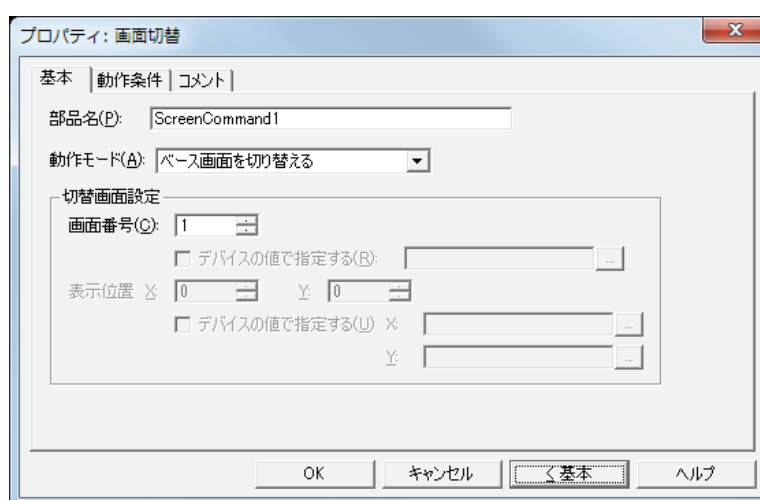 プロパティ: 画面切替
基本 動作条件 コメント
部品名(P): ScreenCommand1
動作モード(A): ベース画面を切り替える
切替画面設定
画面番号(C): 1
デバイスの値で指定する(R): ...
表示位置 X: 0 Y: 0
デバイスの値で指定する(U) X: ...
Y: ...
OK キャンセル <基本 ヘルプ